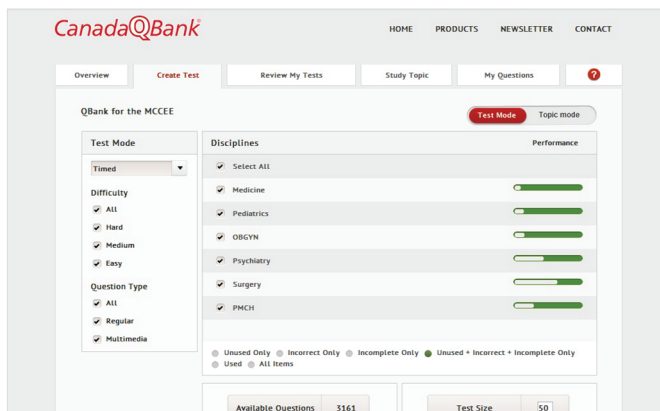 CanadaQBank
HOME PRODUCTS NEWSLETTER CONTACT
Overview Create Test Review My Tests Study Topic My Questions ?
QBank for the MCCEE
Test Mode Topic mode
Test Mode
Timed
Difficulty
All
Hard
Medium
Easy
Question Type
All
Regular
Multimedia
Disciplines Performance
Select All
Medicine
Pediatrics
OBGYN
Psychiatry
Surgery
PMCH
Unused Only Incorrect Only Incomplete Only Unused + Incorrect + Incomplete Only
Used All Items
Available Questions 3161
Test Size 50